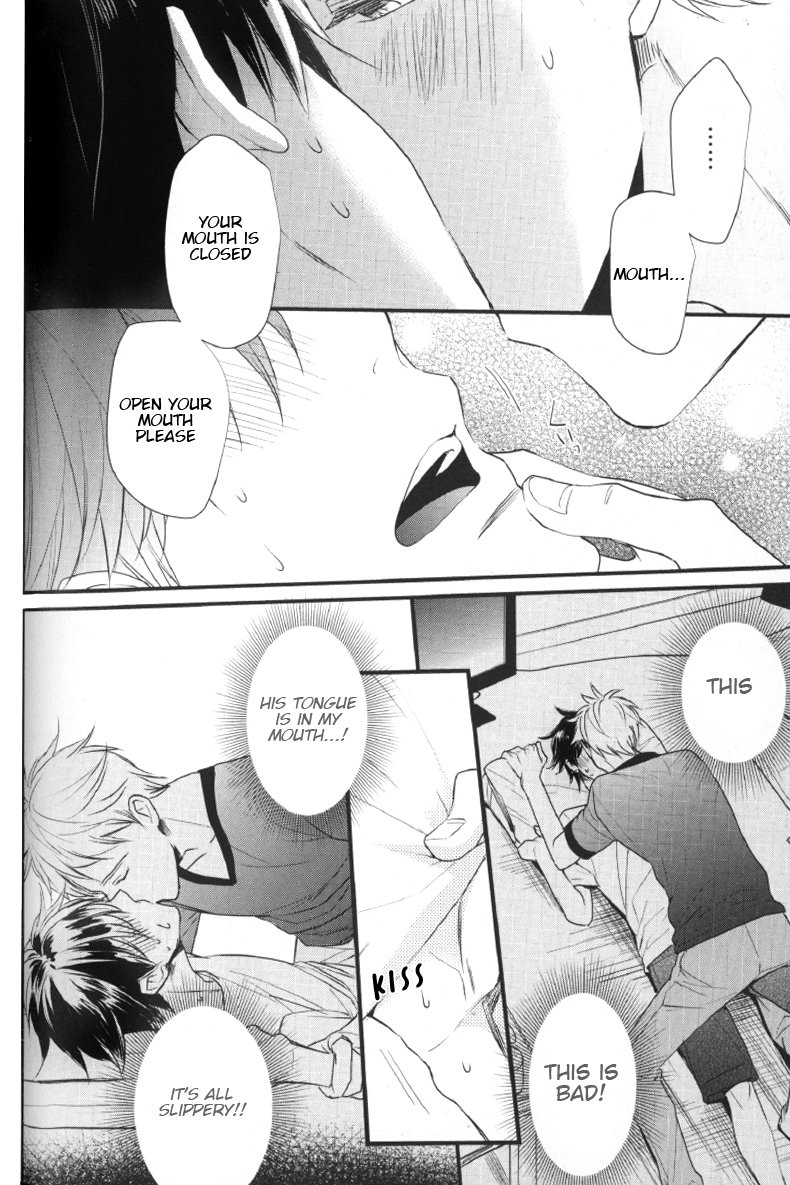 ........
MOUTH...
YOUR
MOUTH IS
CLOSED
OPEN YOUR
MOUTH
PLEASE
THIS
THIS IS
BAD!
KISS
HIS TONGUE
IS IN MY
MOUTH...!
IT'S ALL
SLIPPERY!!